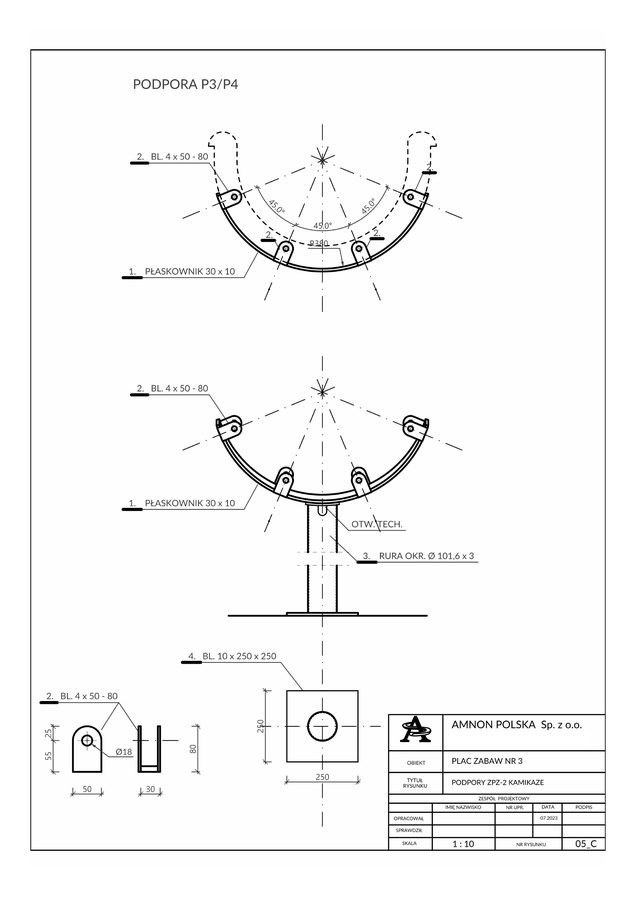 PODPORA P3/P4
2. BL. 4 x 50 - 80
2.
45.0°
45.0°
45.0°
2.
2.
R380
1. PŁASKOWNIK 30 x 10
2. BL. 4 x 50 - 80
1. PŁASKOWNIK 30 x 10
OTW. TECH.
3. RURA OKR. Ø 101,6 x 3
4. BL. 10 x 250 x 250
2. BL. 4 x 50 - 80
25
55
Ø18
80
50
30
250
250
AMNON POLSKA Sp. z o.o.
OBIEKT
PLAC ZABAW NR 3
TYTUŁ
RYSUNKU
PODPORY ZPZ-2 KAMIKAZE
ZESPÓŁ PROJEKTOWY
IMIĘ NAZWISKO NR UPR. DATA PODPIS
OPRACOWAŁ 07.2023
SPRAWDZIŁ
SKALA 1 : 10 NR RYSUNKU 05_C